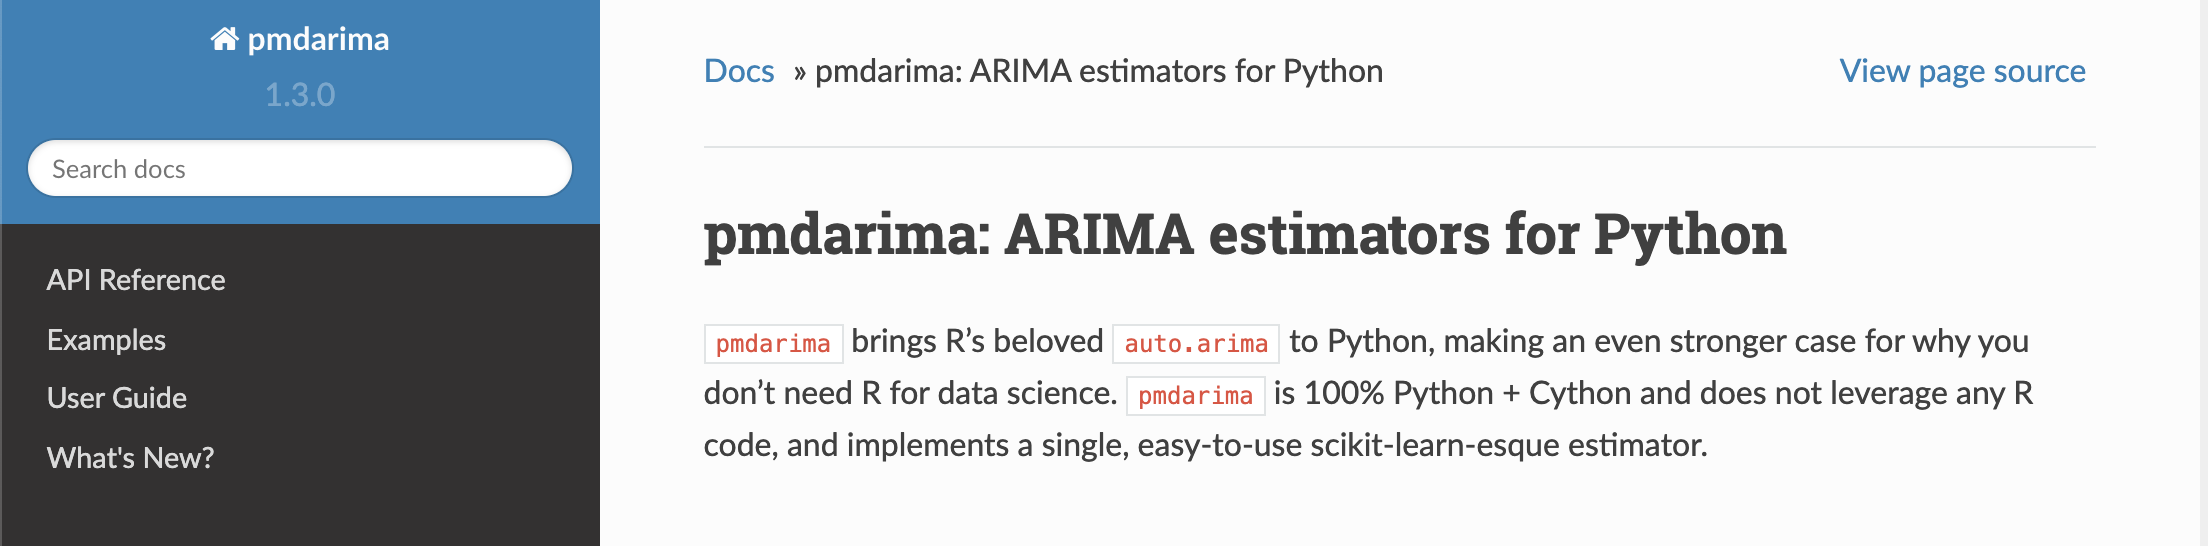 pmdarima
1.3.0
Search docs
API Reference
Examples
User Guide
What's New?
Docs » pmdarima: ARIMA estimators for Python
View page source
pmdarima: ARIMA estimators for Python
pmdarima brings R’s beloved auto.arima to Python, making an even stronger case for why you
don’t need R for data science. pmdarima is 100% Python + Cython and does not leverage any R
code, and implements a single, easy-to-use scikit-learn-esque estimator.